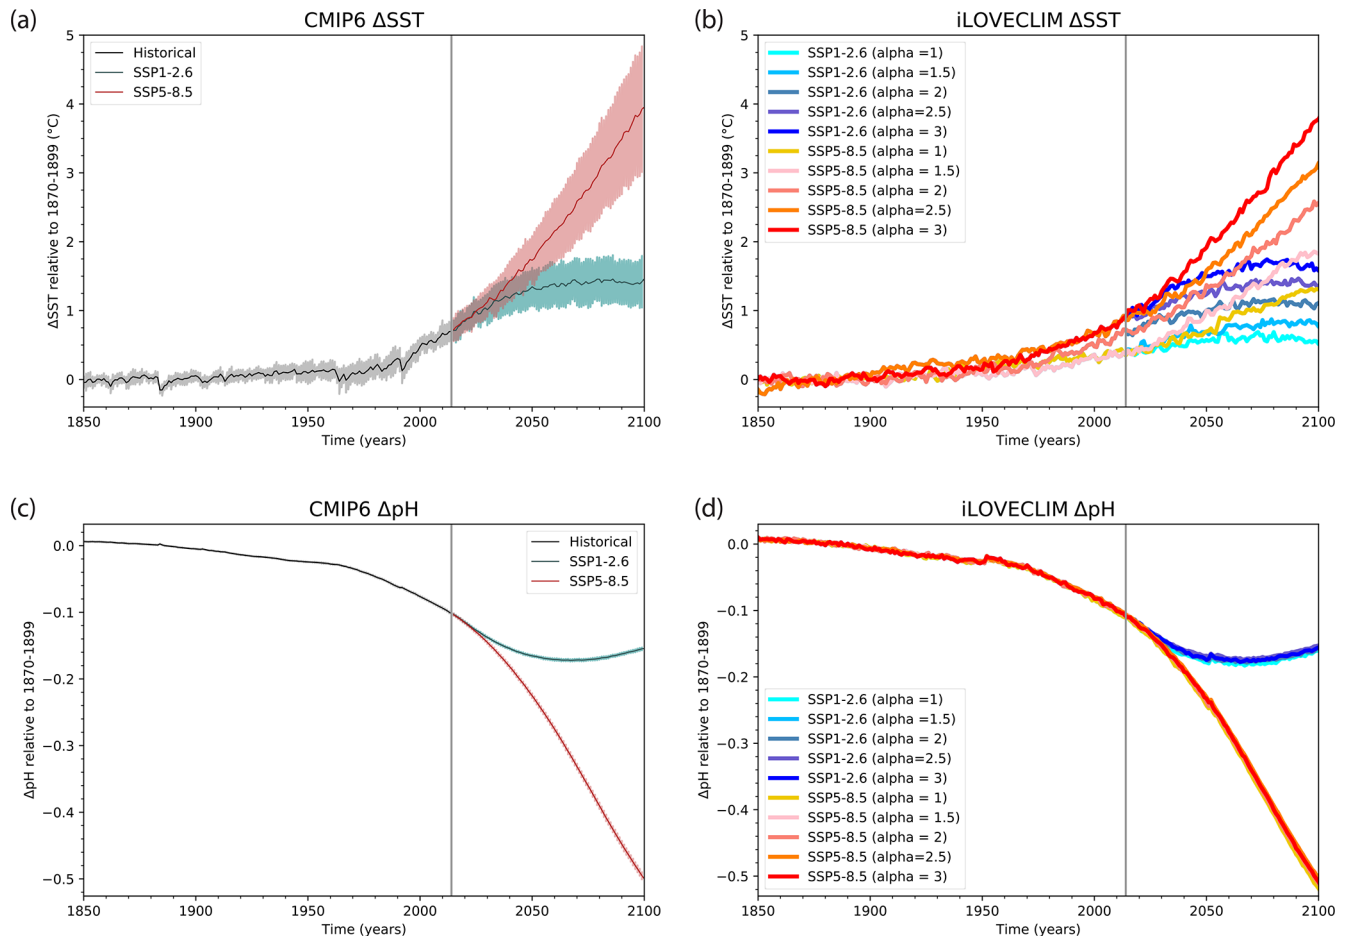 (a)
CMIP6 ΔSST
ΔSST relative to 1870-1899 (°C)
5
4
3
2
1
0
Historical
SSP1-2.6
SSP5-8.5
1850
1900
1950
2000
2050
2100
Time (years)
(b)
iLOVECLIM ΔSST
ΔSST relative to 1870-1899 (°C)
5
4
3
2
1
0
SSP1-2.6 (alpha =1)
SSP1-2.6 (alpha =1.5)
SSP1-2.6 (alpha = 2)
SSP1-2.6 (alpha=2.5)
SSP1-2.6 (alpha = 3)
SSP5-8.5 (alpha = 1)
SSP5-8.5 (alpha = 1.5)
SSP5-8.5 (alpha = 2)
SSP5-8.5 (alpha=2.5)
SSP5-8.5 (alpha = 3)
1850
1900
1950
2000
2050
2100
Time (years)
(c)
CMIP6 ΔpH
ΔpH relative to 1870-1899
0.0
−0.1
−0.2
−0.3
−0.4
−0.5
Historical
SSP1-2.6
SSP5-8.5
1850
1900
1950
2000
2050
2100
Time (years)
(d)
iLOVECLIM ΔpH
ΔpH relative to 1870-1899
0.0
−0.1
−0.2
−0.3
−0.4
−0.5
SSP1-2.6 (alpha =1)
SSP1-2.6 (alpha =1.5)
SSP1-2.6 (alpha = 2)
SSP1-2.6 (alpha=2.5)
SSP1-2.6 (alpha = 3)
SSP5-8.5 (alpha = 1)
SSP5-8.5 (alpha = 1.5)
SSP5-8.5 (alpha = 2)
SSP5-8.5 (alpha=2.5)
SSP5-8.5 (alpha = 3)
1850
1900
1950
2000
2050
2100
Time (years)